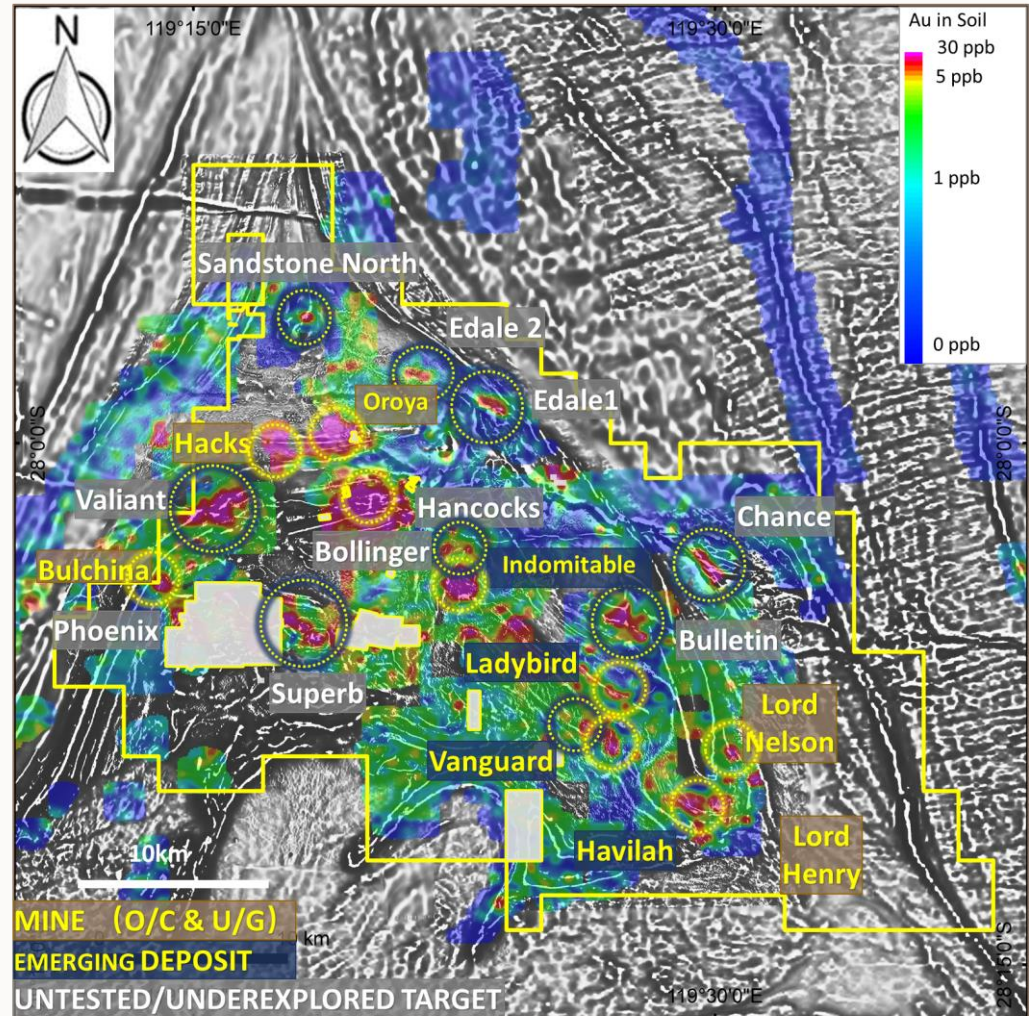 119°15'0"E
119°30'0"E
N
Au in Soil
30 ppb
5 ppb
1 ppb
0 ppb
Sandstone North
Edale 2
Oroya
Edale1
28°0'0"S
28°0'0"S
Hacks
Valiant
Hancocks
Chance
Bollinger
Indomitable
Bulchina
Phoenix
Bulletin
Ladybird
Superb
Lord
Nelson
Vanguard
Havilah
Lord
Henry
10km
MINE (O/C & U/G)
km
EMERGING DEPOSIT
UNTESTED/UNDEREXPLORED TARGET
119°30'0"E
28°15'0"S